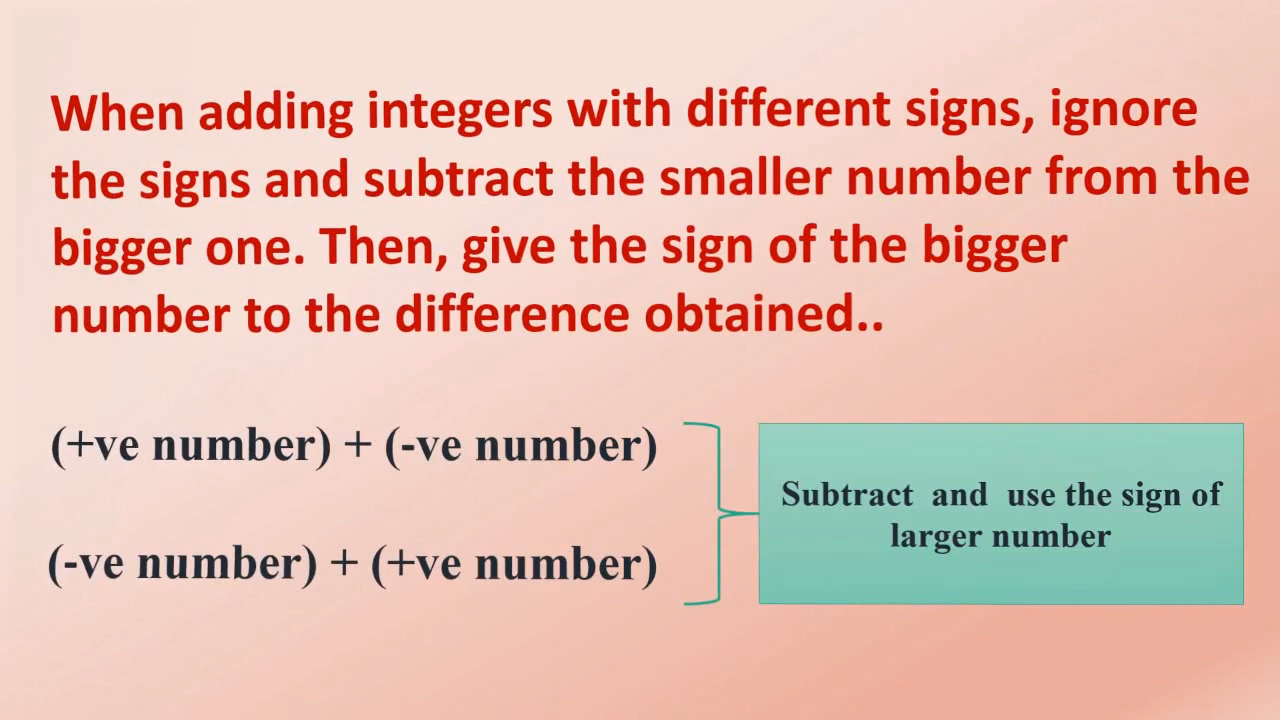 When adding integers with different signs, ignore
the signs and subtract the smaller number from the
bigger one. Then, give the sign of the bigger
number to the difference obtained..
(+ve number) + (-ve number)
(-ve number) + (+ve number)
Subtract and use the sign of
larger number